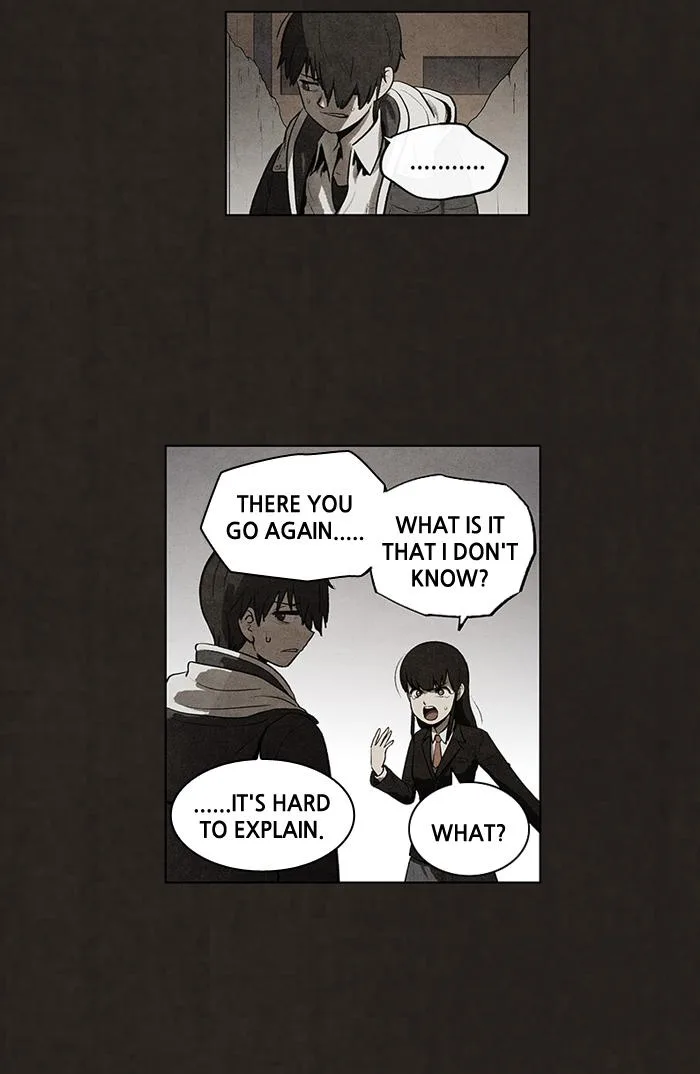 ...........
THERE YOU
GO AGAIN.....
WHAT IS IT
THAT I DON'T
KNOW?
......IT'S HARD
TO EXPLAIN.
WHAT?